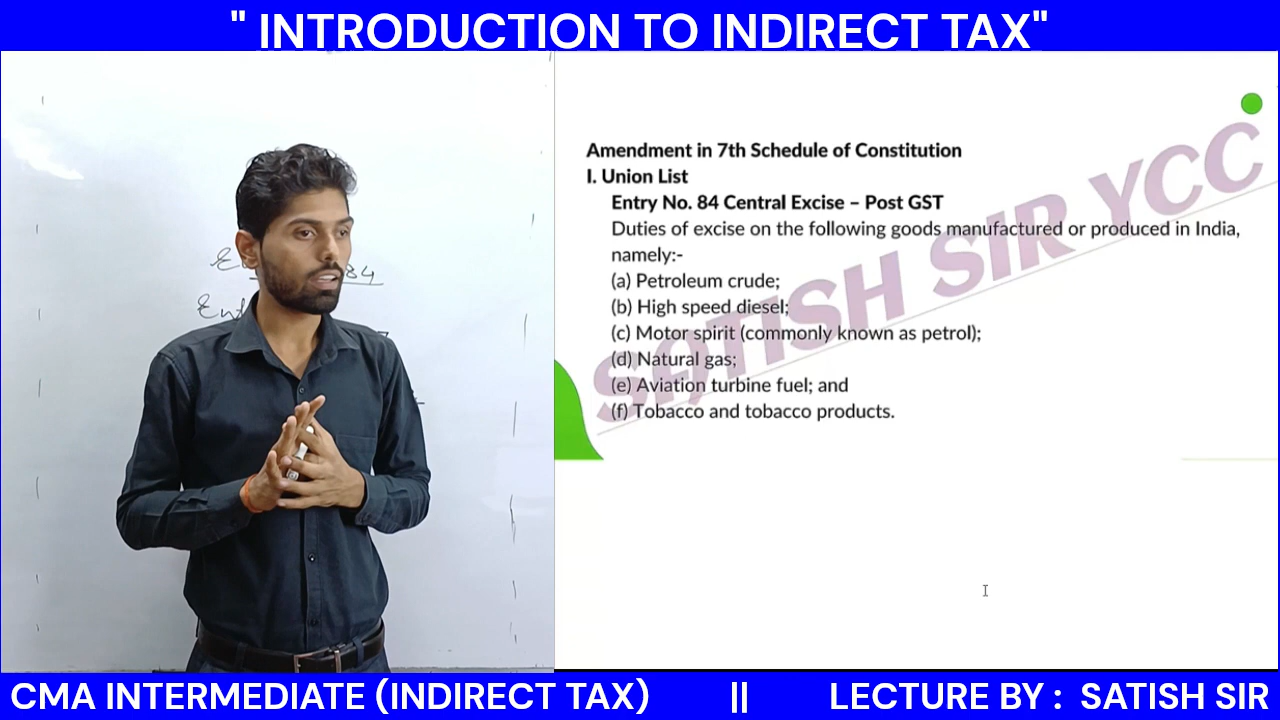 " INTRODUCTION TO INDIRECT TAX"
84
Amendment in 7th Schedule of Constitution
I. Union List
Entry No. 84 Central Excise – Post GST
Duties of excise on the following goods manufactured or produced in India,
namely:-
(a) Petroleum crude;
(b) High speed diesel;
(c) Motor spirit (commonly known as petrol);
(d) Natural gas;
(e) Aviation turbine fuel; and
(f) Tobacco and tobacco products.
SATISH SIR YCC
CMA INTERMEDIATE (INDIRECT TAX) || LECTURE BY : SATISH SIR